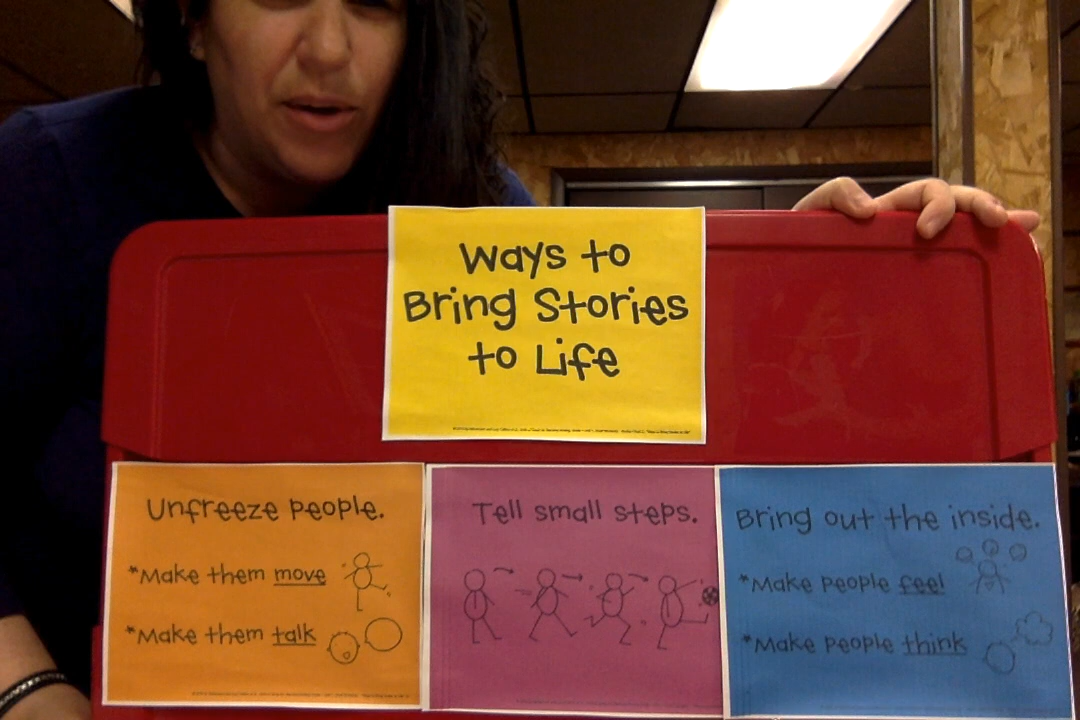 Ways to
Bring Stories
to Life
Unfreeze people.
*Make them move
*Make them talk
Tell small steps.
Bring out the inside.
*Make people feel
*Make people think